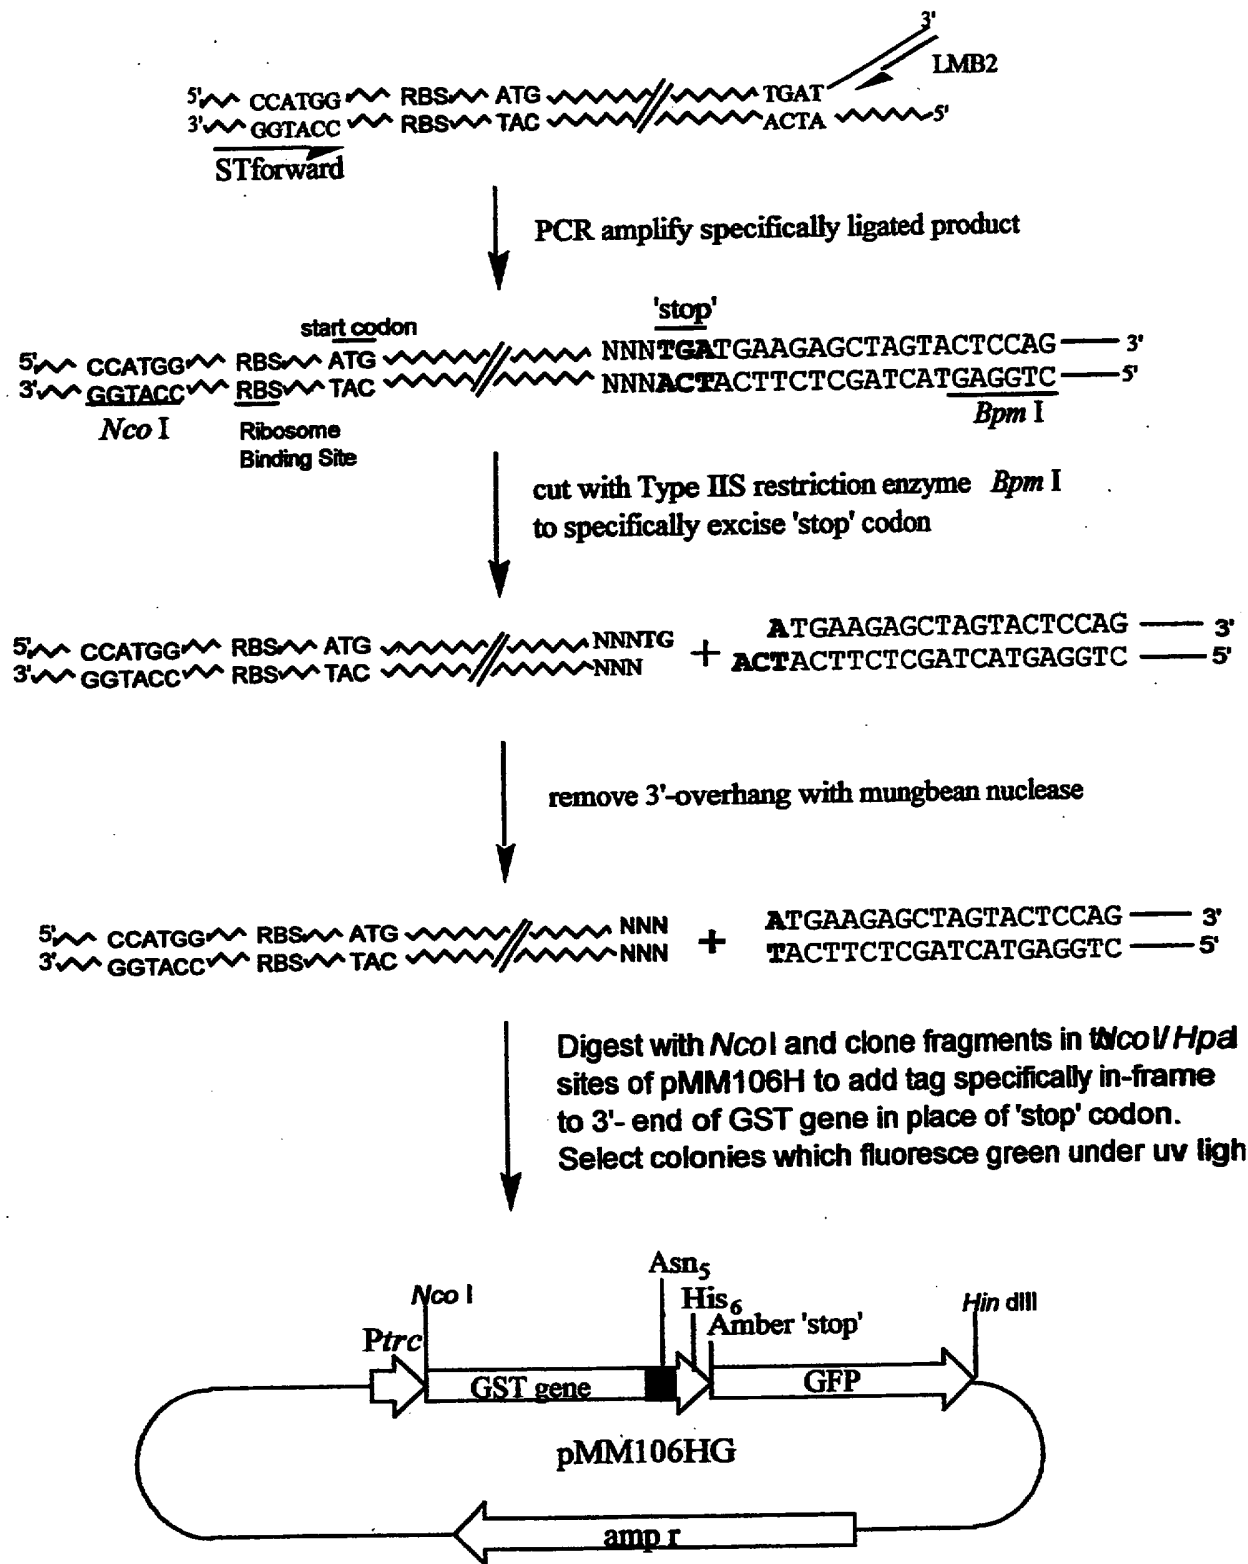 3'
LMB2
5' CCATGG RBS ATG TGAT
3' GGTACC RBS TAC ACTA 5'
STforward
PCR amplify specifically ligated product
'stop'
start codon
5' CCATGG RBS ATG NNNTGATGAAGAGCTAGTACTCCAG 3'
3' GGTACC RBS TAC NNNACTACTTCTCGATCATGAGGTC 5'
Nco I Ribosome Bpm I
Binding Site
cut with Type IIS restriction enzyme Bpm I
to specifically excise 'stop' codon
5' CCATGG RBS ATG NNNTG + ATGAAGAGCTAGTACTCCAG 3'
3' GGTACC RBS TAC NNN ACTACTTCTCGATCATGAGGTC 5'
remove 3'-overhang with mungbean nuclease
5' CCATGG RBS ATG NNN + ATGAAGAGCTAGTACTCCAG 3'
3' GGTACC RBS TAC NNN TACTTCTCGATCATGAGGTC 5'
Digest with NcoI and clone fragments in NcoI/HpaI
sites of pMM106H to add tag specifically in-frame
to 3'- end of GST gene in place of 'stop' codon.
Select colonies which fluoresce green under uv ligh
Asn5
Nco I His6 Hin dIII
Ptrc Amber 'stop'
GST gene GFP
pMM106HG
amp r